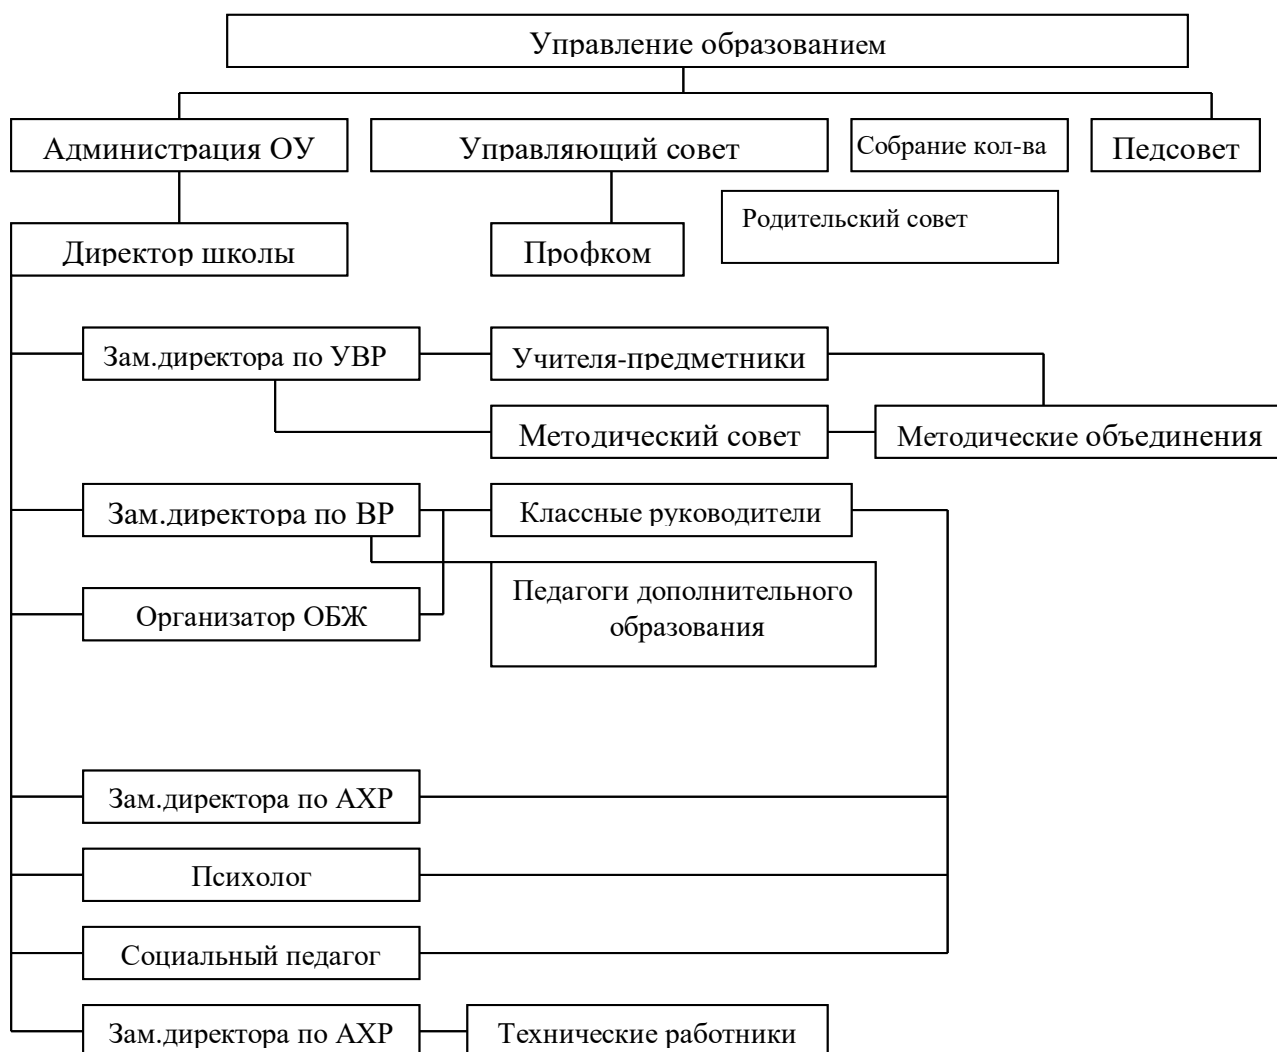 Управление образованием
Администрация ОУ
Управляющий совет
Собрание кол-ва
Педсовет
Родительский совет
Директор школы
Профком
Зам.директора по УВР
Учителя-предметники
Методический совет
Методические объединения
Зам.директора по ВР
Классные руководители
Педагоги дополнительного
образования
Организатор ОБЖ
Зам.директора по АХР
Психолог
Социальный педагог
Зам.директора по АХР
Технические работники